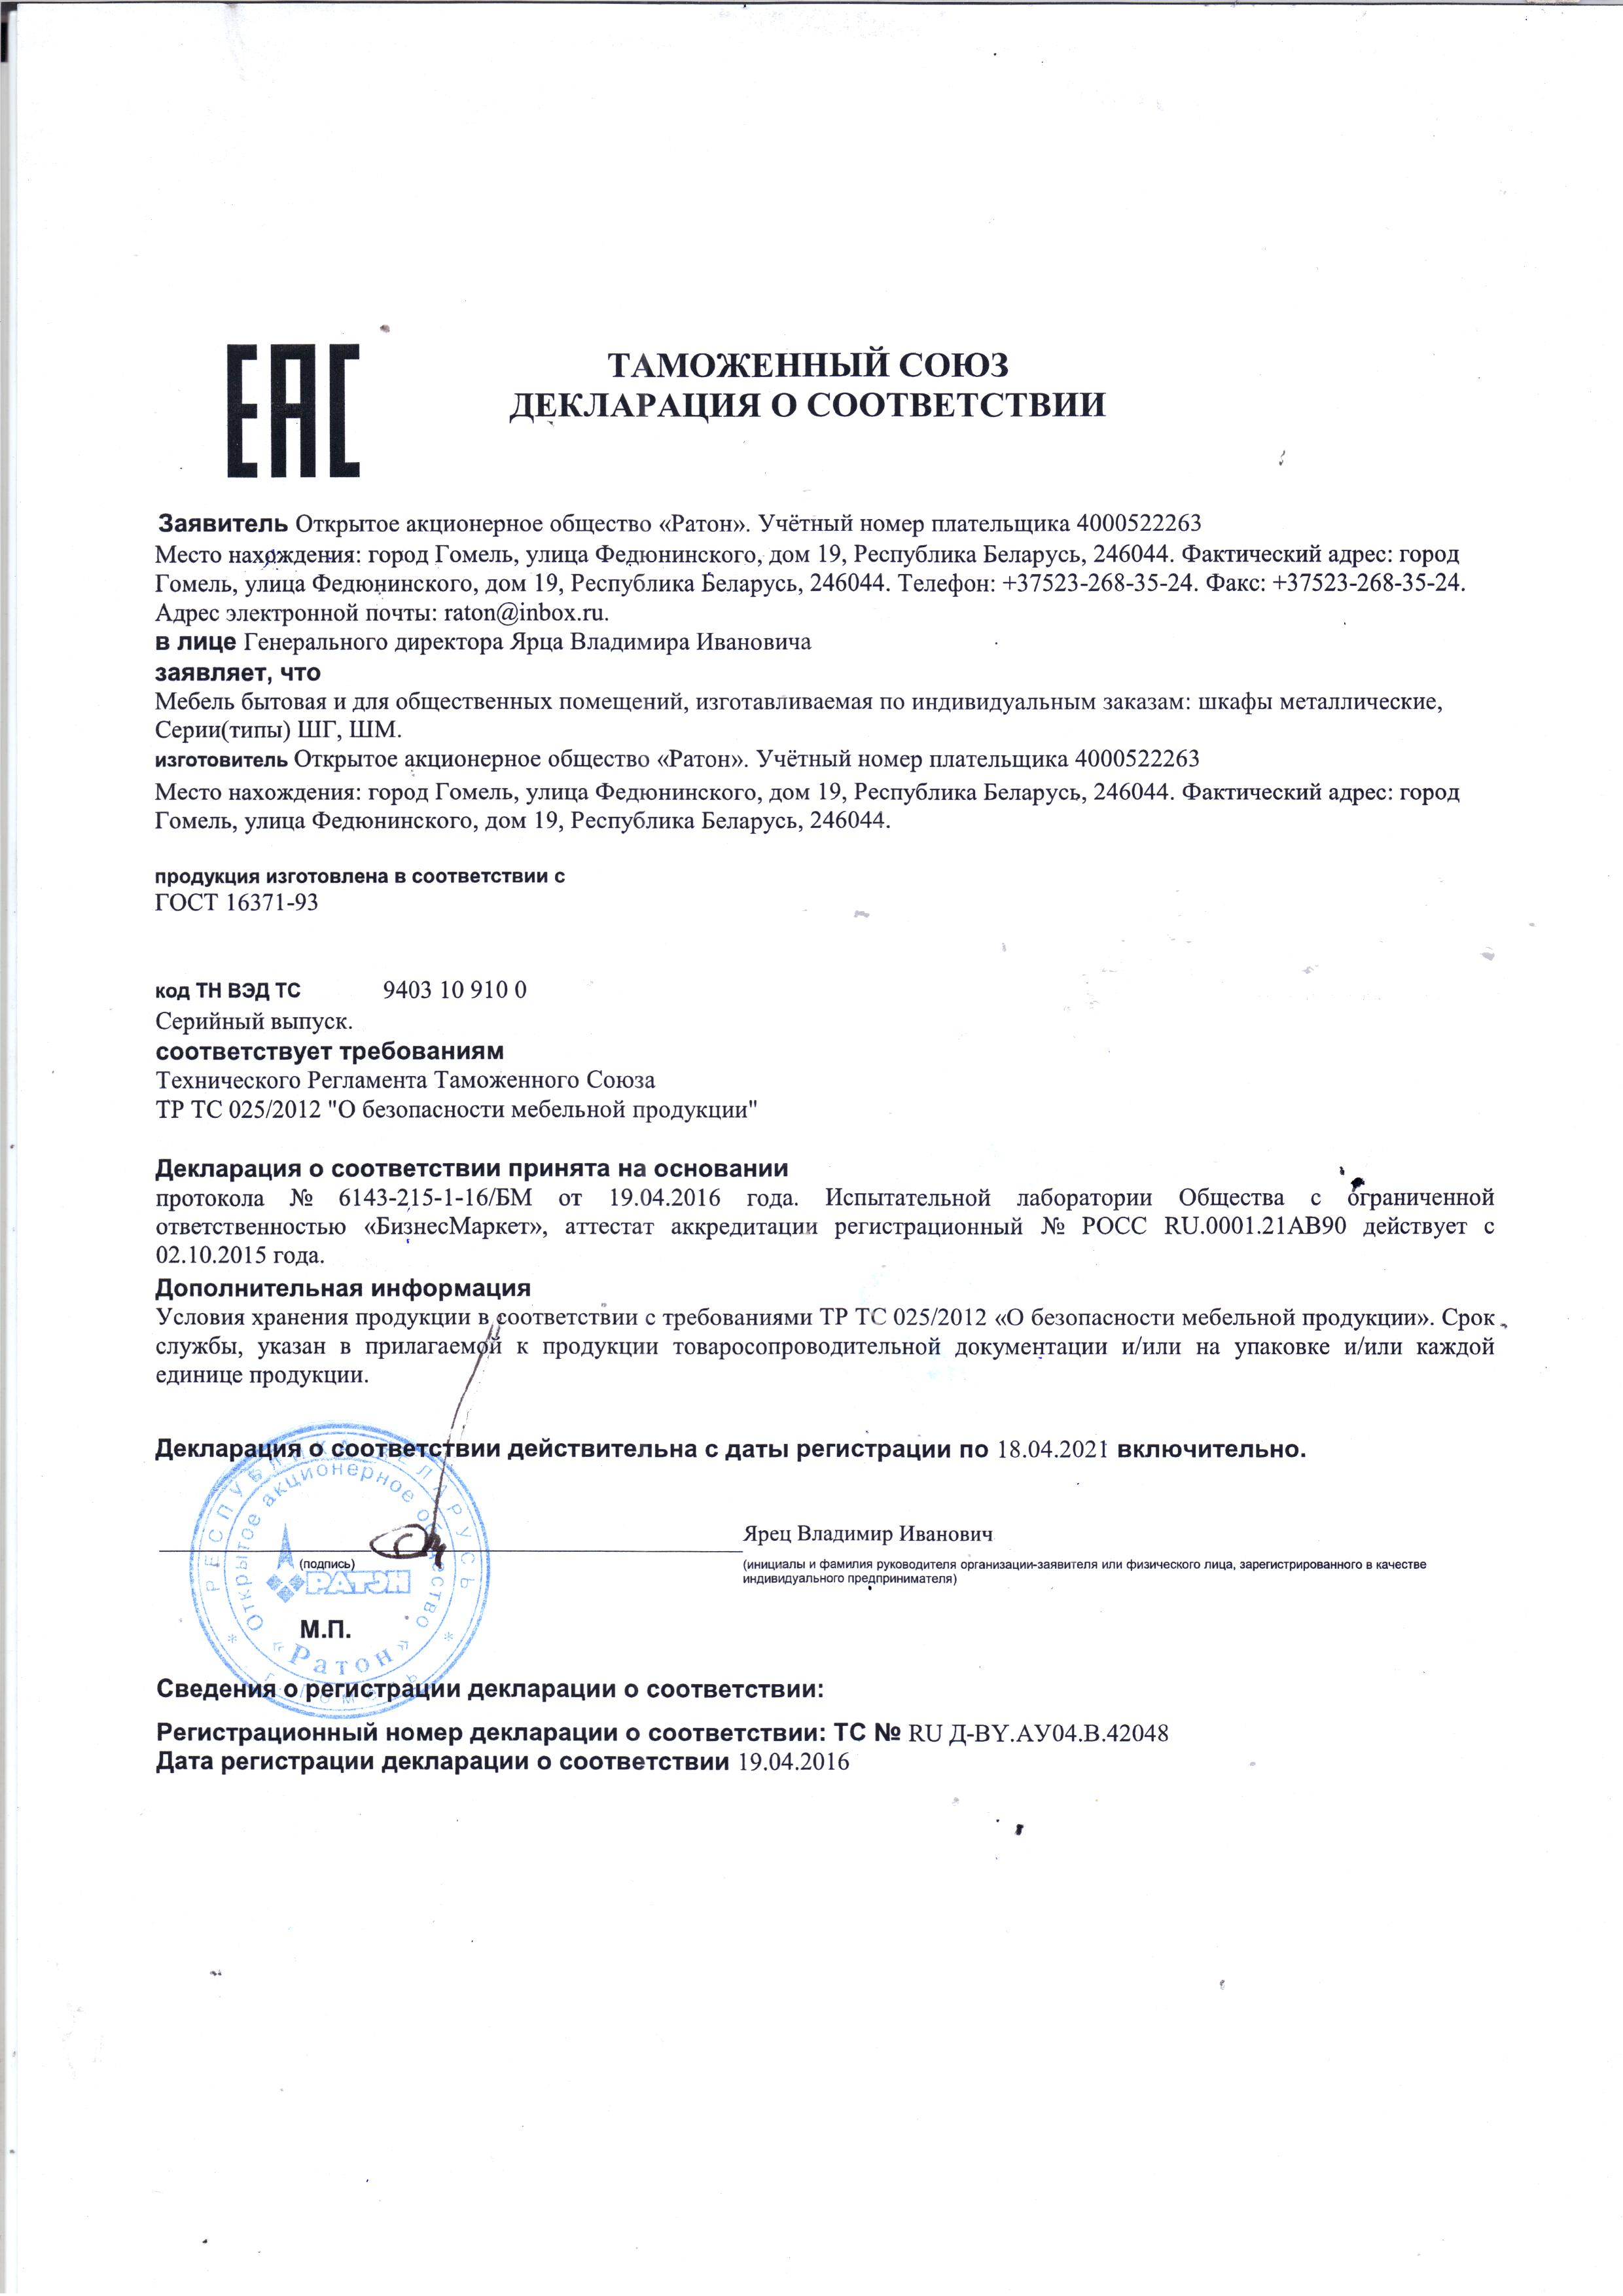 ЕАС
ТАМОЖЕННЫЙ СОЮЗ
ДЕКЛАРАЦИЯ О СООТВЕТСТВИИ
Заявитель Открытое акционерное общество «Ратон». Учётный номер плательщика 4000522263
Место нахождения: город Гомель, улица Федюнинского, дом 19, Республика Беларусь, 246044. Фактический адрес: город
Гомель, улица Федюнинского, дом 19, Республика Беларусь, 246044. Телефон: +37523-268-35-24. Факс: +37523-268-35-24.
Адрес электронной почты: raton@inbox.ru.
в лице Генерального директора Ярца Владимира Ивановича
заявляет, что
Мебель бытовая и для общественных помещений, изготавливаемая по индивидуальным заказам: шкафы металлические,
Серии(типы) ШГ, ШМ.
изготовитель Открытое акционерное общество «Ратон». Учётный номер плательщика 4000522263
Место нахождения: город Гомель, улица Федюнинского, дом 19, Республика Беларусь, 246044. Фактический адрес: город
Гомель, улица Федюнинского, дом 19, Республика Беларусь, 246044.
продукция изготовлена в соответствии с
ГОСТ 16371-93
код ТН ВЭД ТС 9403 10 910 0
Серийный выпуск.
соответствует требованиям
Технического Регламента Таможенного Союза
ТР ТС 025/2012 "О безопасности мебельной продукции"
Декларация о соответствии принята на основании
протокола № 6143-215-1-16/БМ от 19.04.2016 года. Испытательной лаборатории Общества с ограниченной
ответственностью «БизнесМаркет», аттестат аккредитации регистрационный № РОСС RU.0001.21АВ90 действует с
02.10.2015 года.
Дополнительная информация
Условия хранения продукции в соответствии с требованиями ТР ТС 025/2012 «О безопасности мебельной продукции». Срок
службы, указан в прилагаемой к продукции товаросопроводительной документации и/или на упаковке и/или каждой
единице продукции.
Декларация о соответствии действительна с даты регистрации по 18.04.2021 включительно.
РЕСПУБЛИКА БЕЛАРУСЬ
Открытое акционерное общество
Ярец Владимир Иванович
(подпись)
(инициалы и фамилия руководителя организации-заявителя или физического лица, зарегистрированного в качестве
индивидуального предпринимателя)
РАТОН
М.П.
«Ратон»
г. Гомель
Сведения о регистрации декларации о соответствии:
Регистрационный номер декларации о соответствии: ТС № RU Д-BY.АУ04.В.42048
Дата регистрации декларации о соответствии 19.04.2016